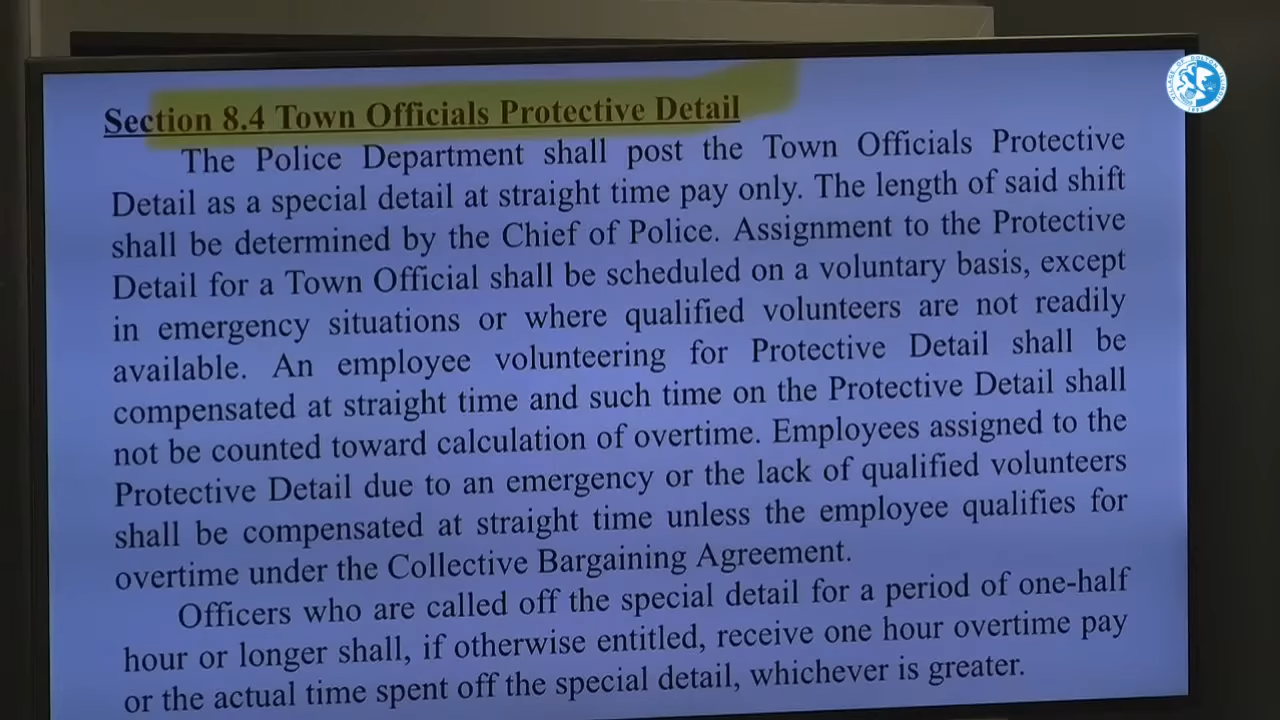 Section 8.4 Town Officials Protective Detail
The Police Department shall post the Town Officials Protective
Detail as a special detail at straight time pay only. The length of said shift
shall be determined by the Chief of Police. Assignment to the Protective
Detail for a Town Official shall be scheduled on a voluntary basis, except
in emergency situations or where qualified volunteers are not readily
available. An employee volunteering for Protective Detail shall be
compensated at straight time and such time on the Protective Detail shall
not be counted toward calculation of overtime. Employees assigned to the
Protective Detail due to an emergency or the lack of qualified volunteers
shall be compensated at straight time unless the employee qualifies for
overtime under the Collective Bargaining Agreement.
Officers who are called off the special detail for a period of one-half
hour or longer shall, if otherwise entitled, receive one hour overtime pay
or the actual time spent off the special detail, whichever is greater.
VILLAGE OF DOLTON ILLINOIS
1892